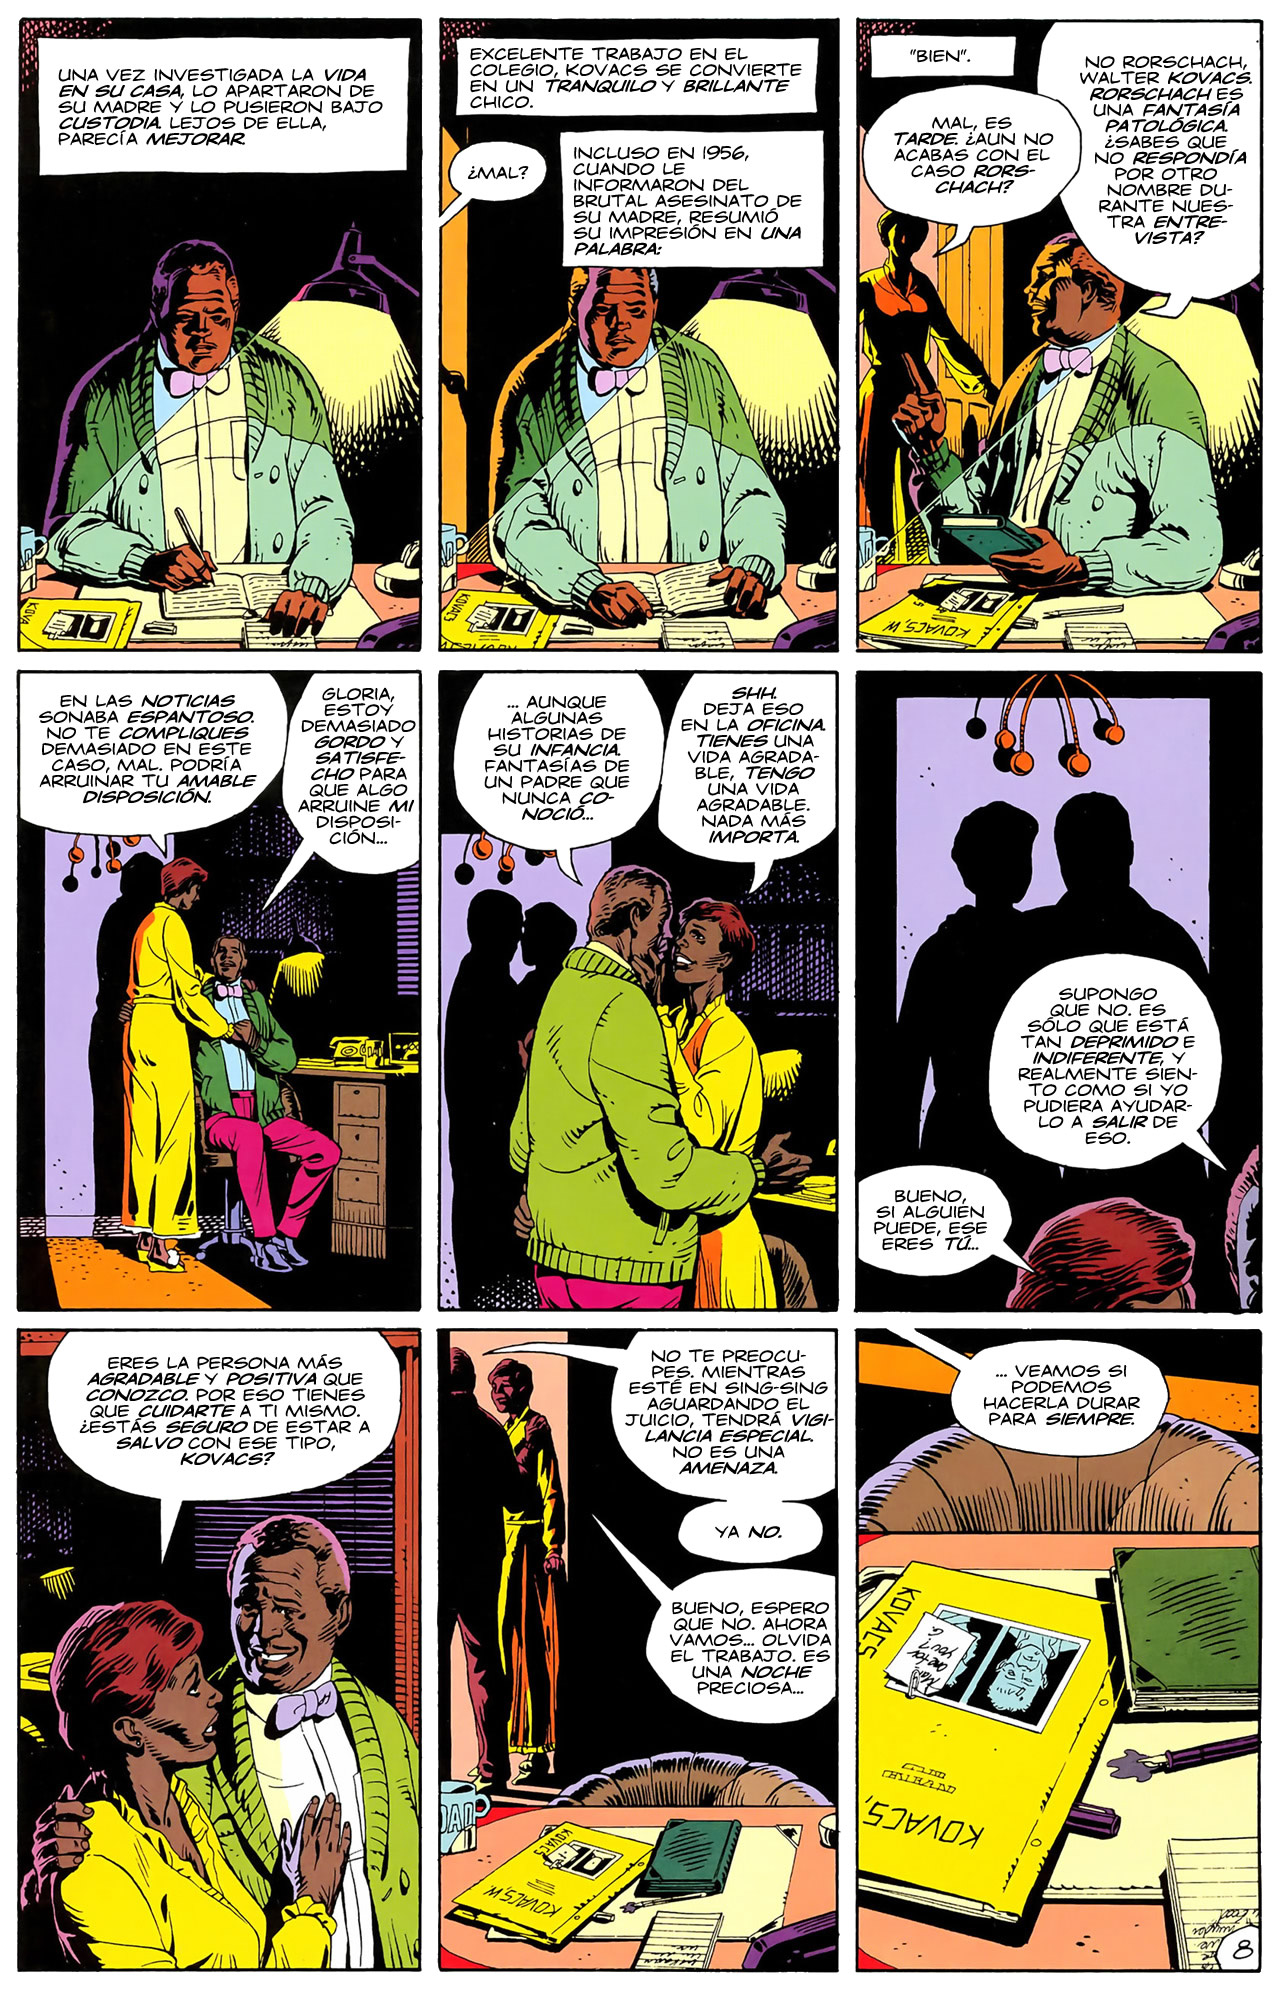 UNA VEZ INVESTIGADA LA VIDA
EN SU CASA, LO APARTARON DE
SU MADRE Y LO PUSIERON BAJO
CUSTODIA. LEJOS DE ELLA,
PARECÍA MEJORAR.
KOVA
EXCELENTE TRABAJO EN EL
COLEGIO, KOVACS SE CONVIERTE
EN UN TRANQUILO Y BRILLANTE
CHICO.
¿MAL?
INCLUSO EN 1956,
CUANDO LE
INFORMARON DEL
BRUTAL ASESINATO DE
SU MADRE, RESUMIÓ
SU IMPRESIÓN EN UNA
PALABRA:
"BIEN".
MAL, ES
TARDE. ¿AUN NO
ACABAS CON EL
CASO RORS-
CHACH?
NO RORSCHACH,
WALTER KOVACS.
RORSCHACH ES
UNA FANTASÍA
PATOLÓGICA.
¿SABES QUE
NO RESPONDÍA
POR OTRO
NOMBRE DU-
RANTE NUES-
TRA ENTRE-
VISTA?
KOVACS, W.
EN LAS NOTICIAS
SONABA ESPANTOSO.
NO TE COMPLIQUES
DEMASIADO EN ESTE
CASO, MAL. PODRÍA
ARRUINAR TU AMABLE
DISPOSICIÓN.
GLORIA,
ESTOY
DEMASIADO
GORDO Y
SATISFE-
CHO PARA
QUE ALGO
ARRUINE MI
DISPOSI-
CIÓN...
... AUNQUE
ALGUNAS
HISTORIAS DE
SU INFANCIA.
FANTASÍAS DE
UN PADRE QUE
NUNCA CO-
NOCIÓ...
SHH.
DEJA ESO
EN LA OFICINA.
TIENES UNA
VIDA AGRADA-
BLE, TENGO
UNA VIDA
AGRADABLE.
NADA MÁS
IMPORTA.
SUPONGO
QUE NO. ES
SÓLO QUE ESTÁ
TAN DEPRIMIDO E
INDIFERENTE, Y
REALMENTE SIEN-
TO COMO SI YO
PUDIERA AYUDAR-
LO A SALIR DE
ESO.
BUENO,
SI ALGUIEN
PUEDE, ESE
ERES TÚ...
ERES LA PERSONA MÁS
AGRADABLE Y POSITIVA QUE
CONOZCO. POR ESO TIENES
QUE CUIDARTE A TI MISMO.
¿ESTÁS SEGURO DE ESTAR A
SALVO CON ESE TIPO,
KOVACS?
NO TE PREOCU-
PES. MIENTRAS
ESTÉ EN SING-SING
AGUARDANDO EL
JUICIO, TENDRÁ VIGI-
LANCIA ESPECIAL.
NO ES UNA
AMENAZA.
YA NO.
BUENO, ESPERO
QUE NO. AHORA
VAMOS... OLVIDA
EL TRABAJO. ES
UNA NOCHE
PRECIOSA...
DAD
KOVACS
KOVACS, W.
... VEAMOS SI
PODEMOS
HACERLA DURAR
PARA SIEMPRE.
KOVACS
KOVACS,
8